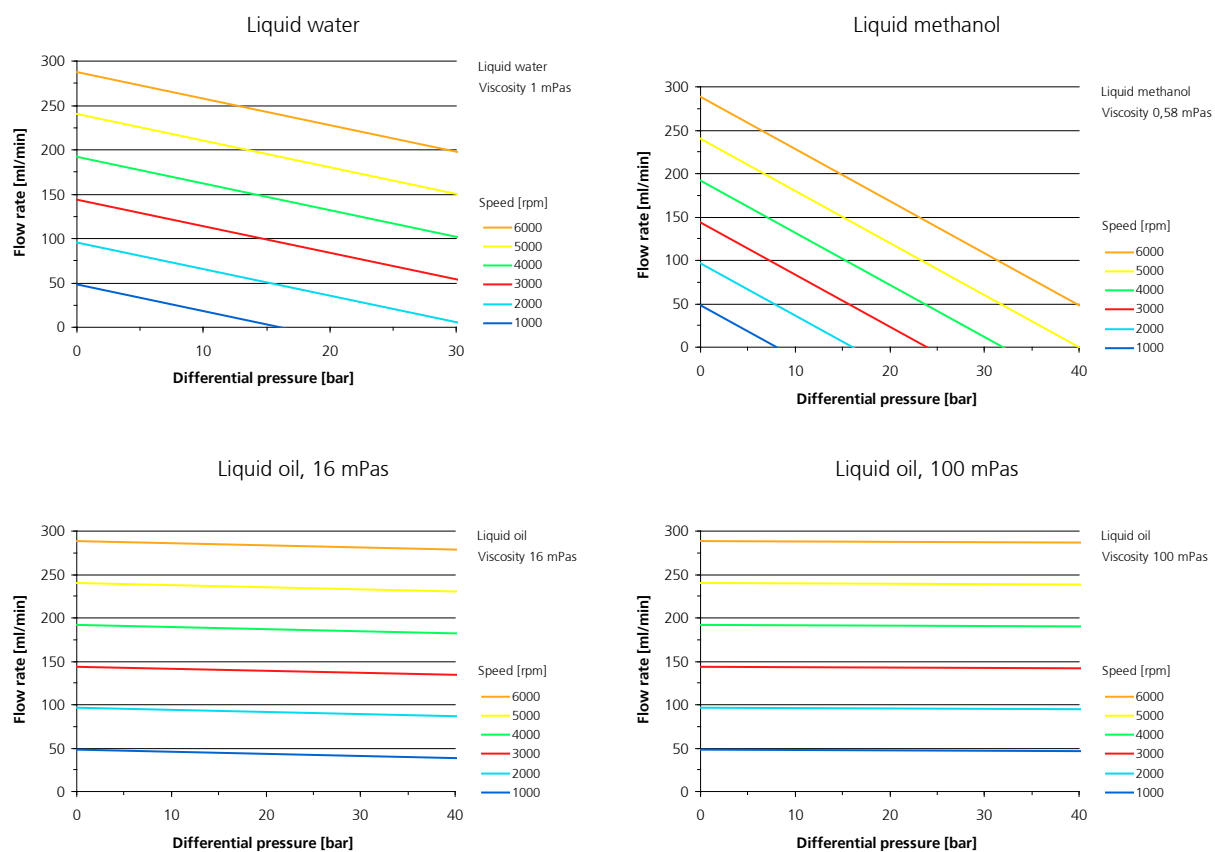 Liquid water
Liquid water
Viscosity 1 mPas
300
250
200
150
100
50
0
Flow rate [ml/min]
0 10 20 30
Differential pressure [bar]
Speed [rpm]
6000
5000
4000
3000
2000
1000
Liquid methanol
Liquid methanol
Viscosity 0,58 mPas
300
250
200
150
100
50
0
Flow rate [ml/min]
0 10 20 30 40
Differential pressure [bar]
Speed [rpm]
6000
5000
4000
3000
2000
1000
Liquid oil, 16 mPas
Liquid oil
Viscosity 16 mPas
300
250
200
150
100
50
0
Flow rate [ml/min]
0 10 20 30 40
Differential pressure [bar]
Speed [rpm]
6000
5000
4000
3000
2000
1000
Liquid oil, 100 mPas
Liquid oil
Viscosity 100 mPas
300
250
200
150
100
50
0
Flow rate [ml/min]
0 10 20 30 40
Differential pressure [bar]
Speed [rpm]
6000
5000
4000
3000
2000
1000